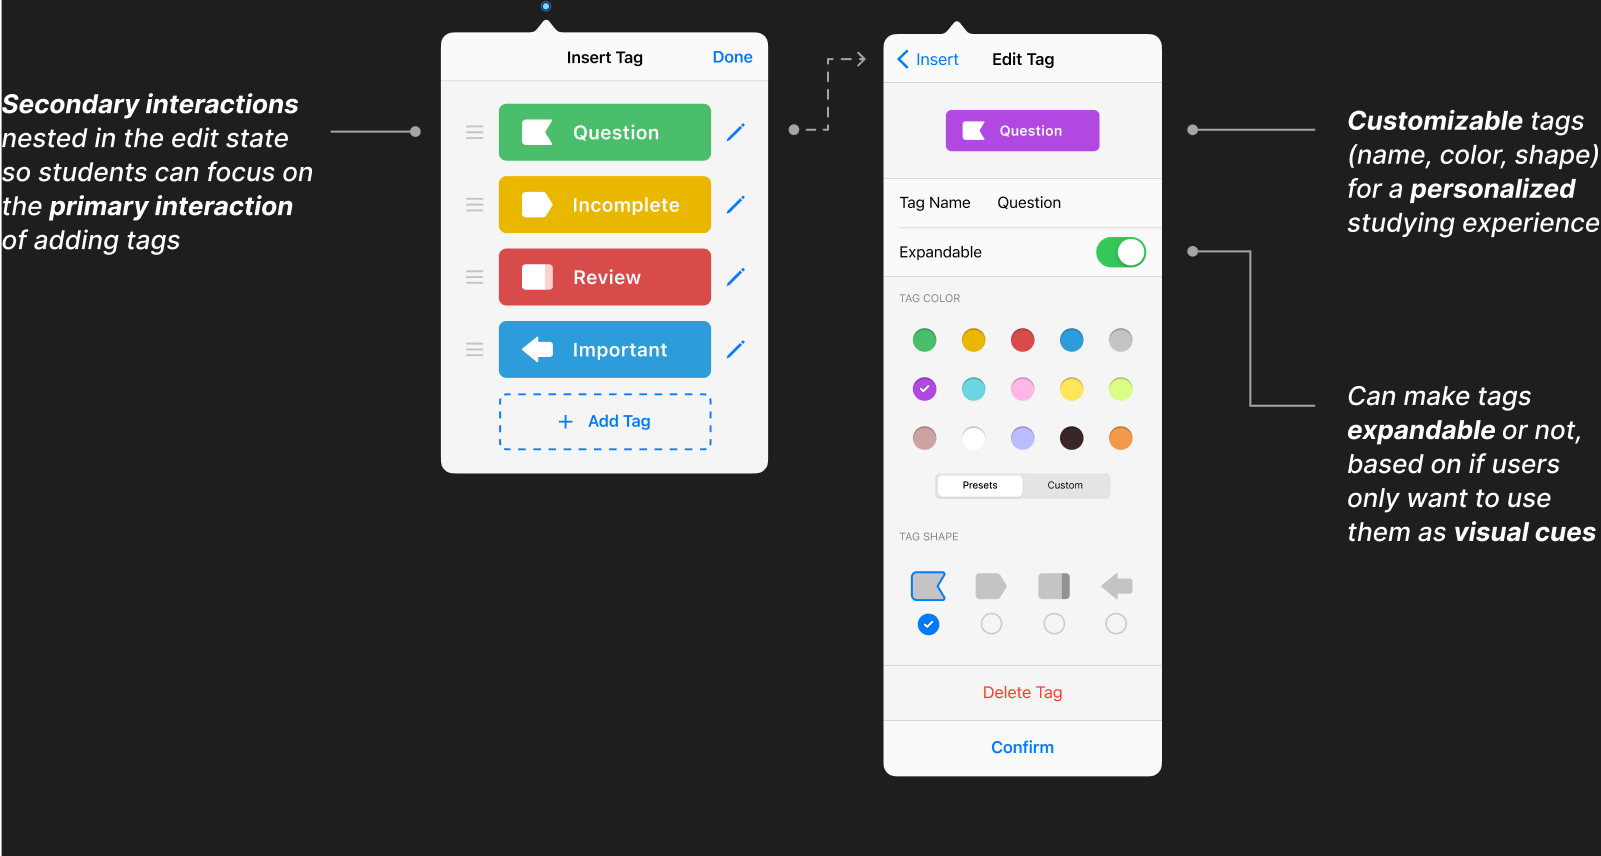 Secondary interactions
nested in the edit state
so students can focus on
the primary interaction
of adding tags
Insert Tag
Done
Question
Incomplete
Review
Important
+ Add Tag
Insert
Edit Tag
Question
Tag Name Question
Expandable
TAG COLOR
Presets
Custom
TAG SHAPE
Delete Tag
Confirm
Customizable tags
(name, color, shape)
for a personalized
studying experience
Can make tags
expandable or not,
based on if users
only want to use
them as visual cues